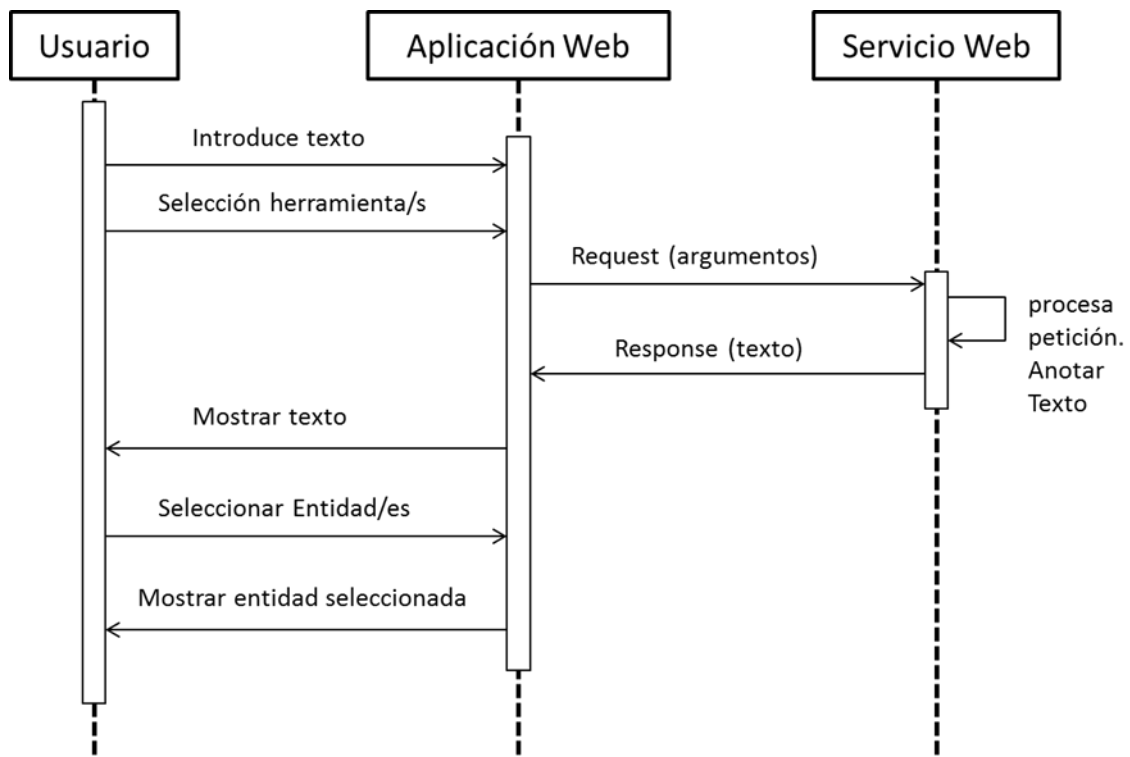 Usuario
Aplicación Web
Servicio Web
Introduce texto
Selección herramienta/s
Request (argumentos)
procesa
petición.
Anotar
Texto
Response (texto)
Mostrar texto
Seleccionar Entidad/es
Mostrar entidad seleccionada